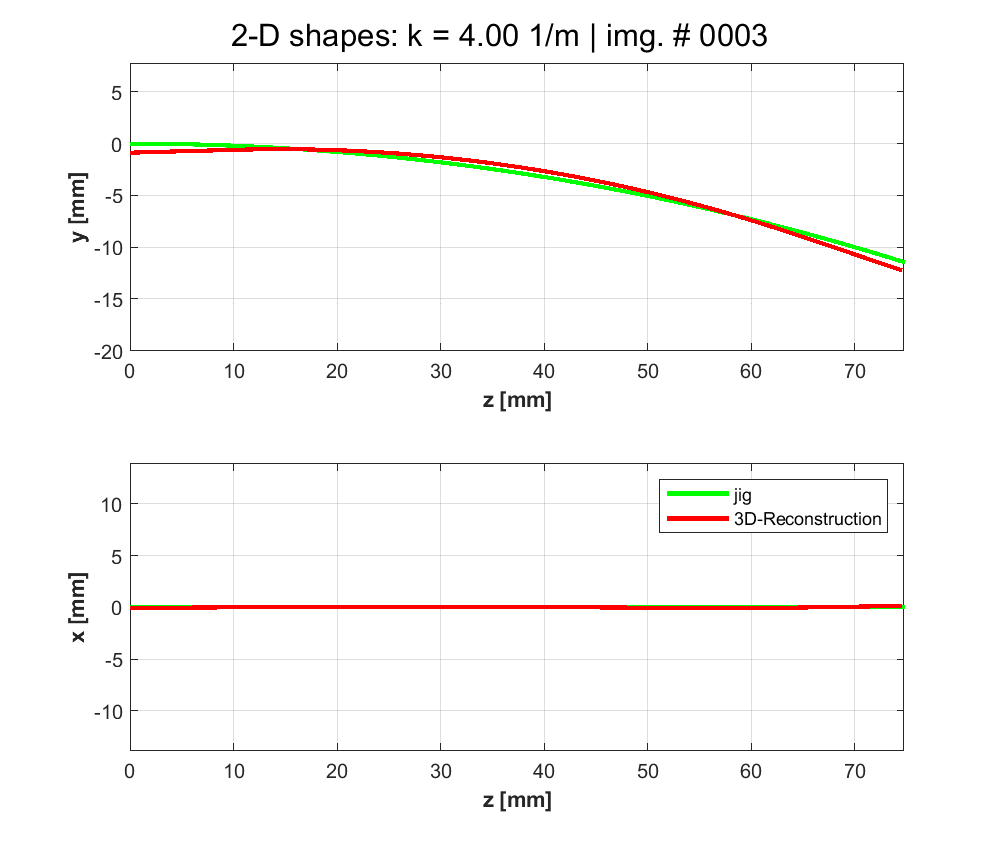 2-D shapes: k = 4.00 1/m | img. # 0003
5
0
-5
-10
-15
-20
y [mm]
0 10 20 30 40 50 60 70
z [mm]
10
5
0
-5
-10
x [mm]
jig
3D-Reconstruction
0 10 20 30 40 50 60 70
z [mm]